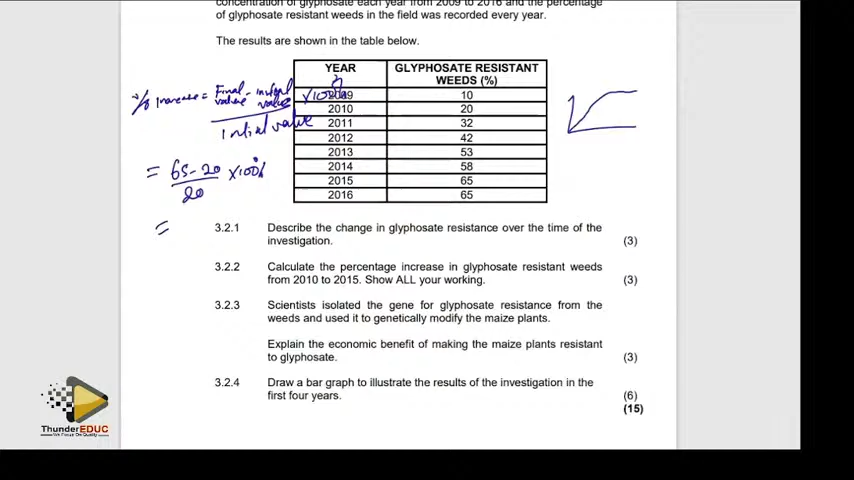 concentration of glyphosate each year from 2009 to 2016 and the percentage
of glyphosate resistant weeds in the field was recorded every year.
The results are shown in the table below.
YEAR GLYPHOSATE RESISTANT WEEDS (%)
2009 10
2010 20
2011 32
2012 42
2013 53
2014 58
2015 65
2016 65
% increase = Final value - initial value × 100%
initial value
= 65 - 20 × 100%
20
=
3.2.1 Describe the change in glyphosate resistance over the time of the
investigation. (3)
3.2.2 Calculate the percentage increase in glyphosate resistant weeds
from 2010 to 2015. Show ALL your working. (3)
3.2.3 Scientists isolated the gene for glyphosate resistance from the
weeds and used it to genetically modify the maize plants.
Explain the economic benefit of making the maize plants resistant
to glyphosate. (3)
3.2.4 Draw a bar graph to illustrate the results of the investigation in the
first four years. (6)
(15)
ThunderEDUC
We Focus On Quality